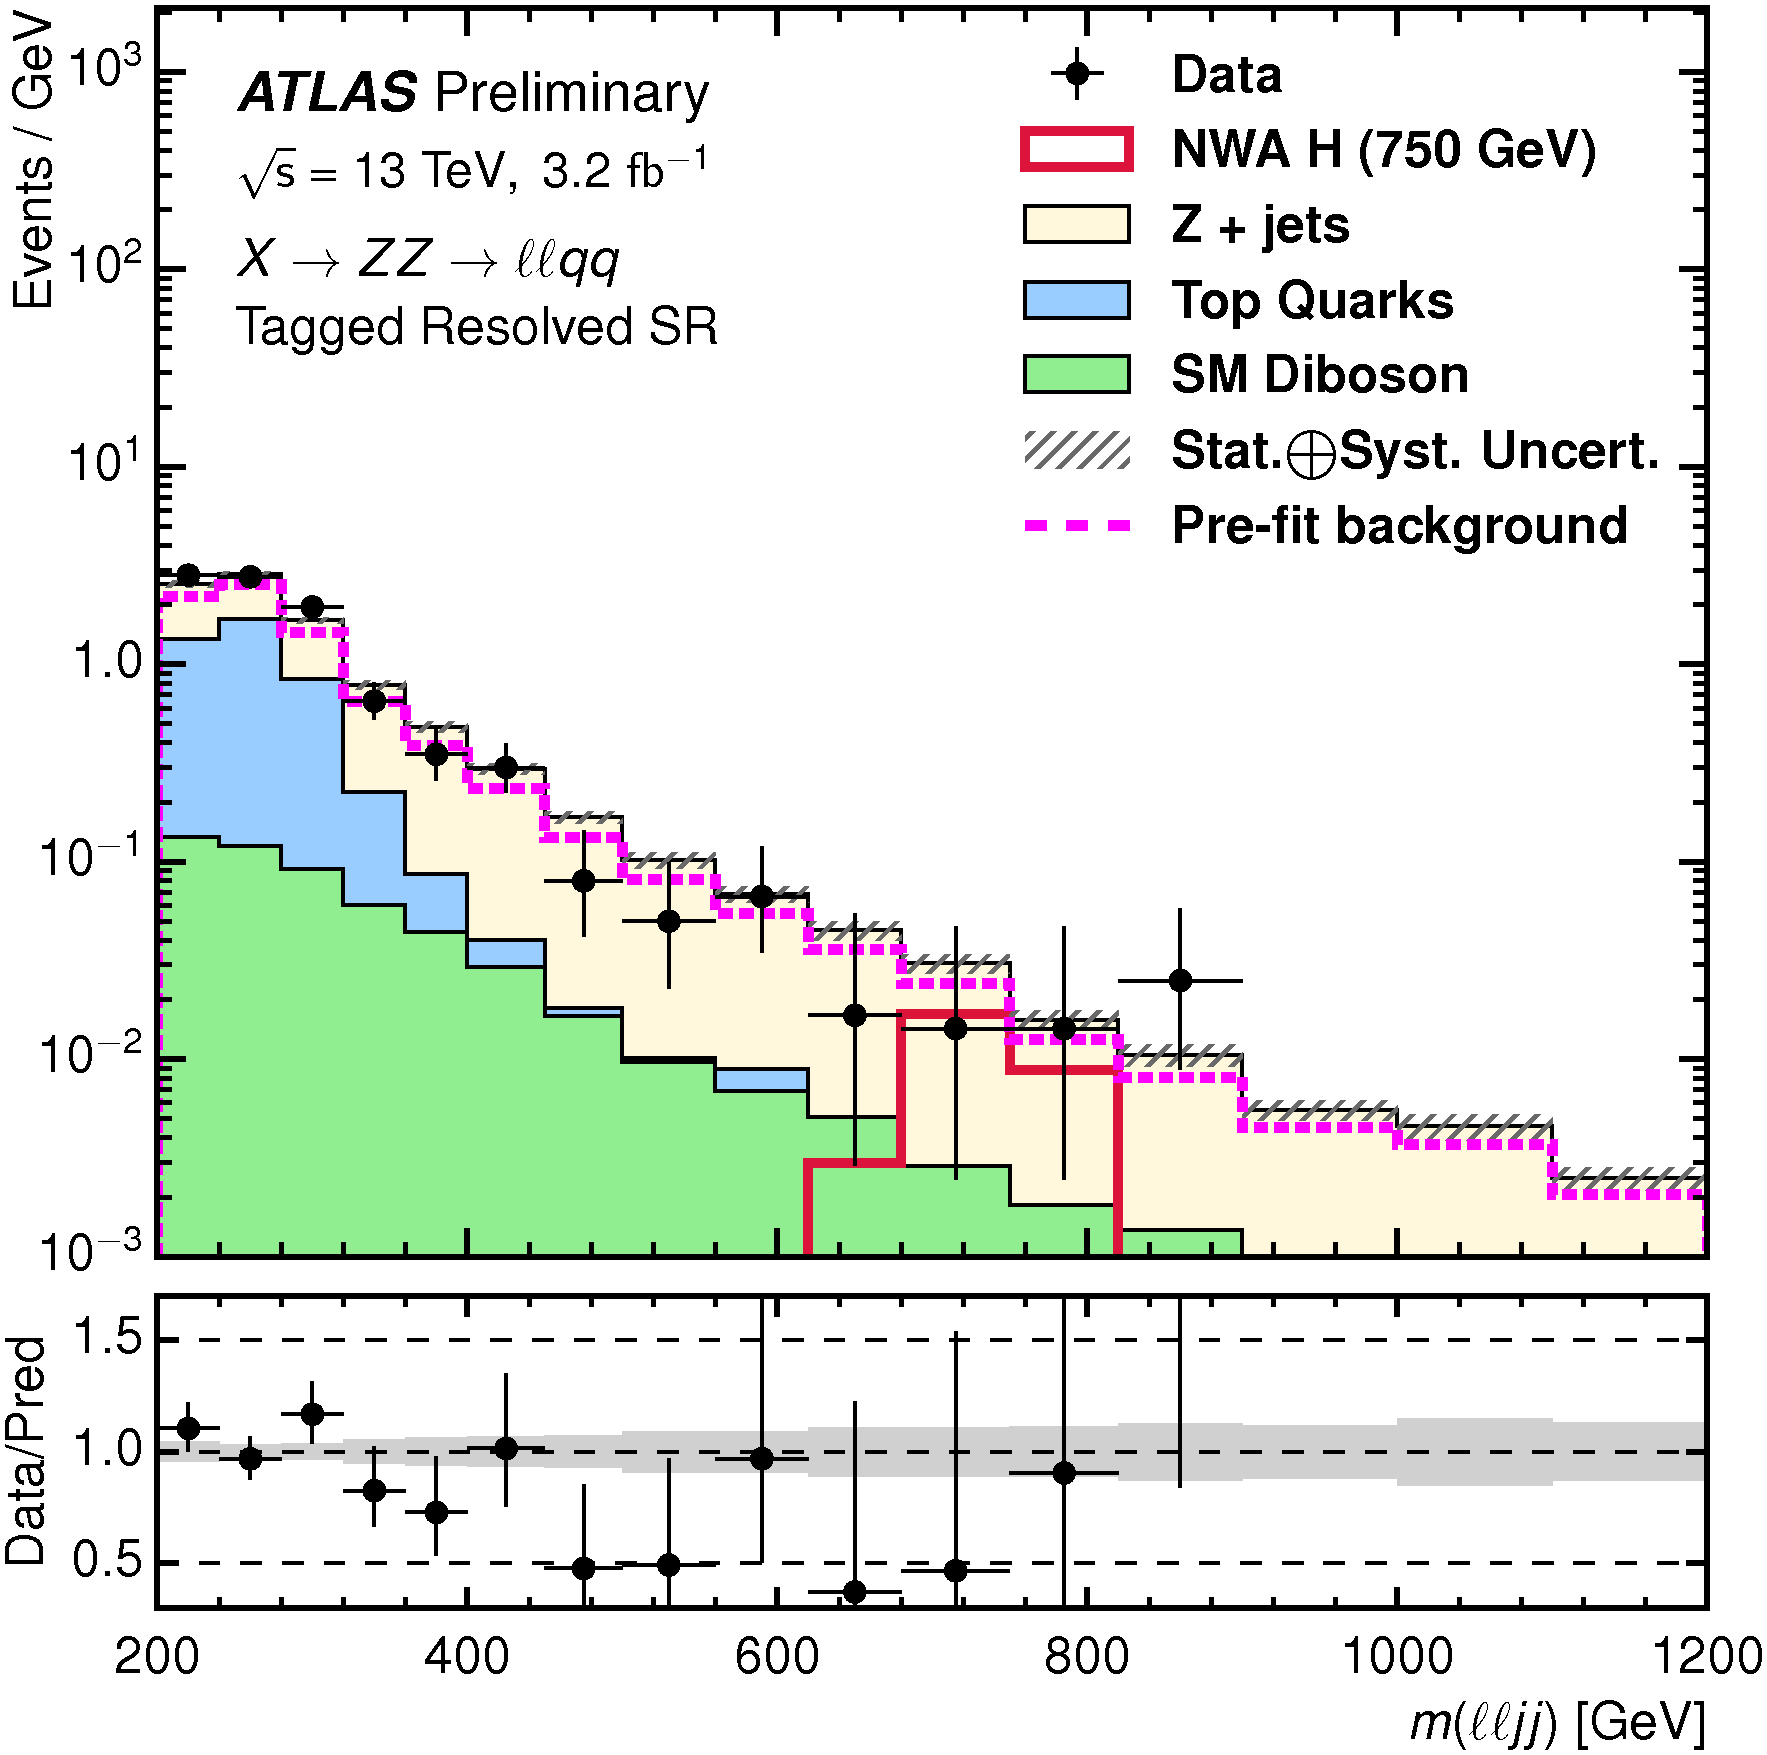 Events / GeV
10³
10²
10¹
1.0
10⁻¹
10⁻²
10⁻³
ATLAS Preliminary
√s = 13 TeV, 3.2 fb⁻¹
X → ZZ → ℓℓqq
Tagged Resolved SR
Data
NWA H (750 GeV)
Z + jets
Top Quarks
SM Diboson
Stat.⊕Syst. Uncert.
Pre-fit background
Data/Pred
1.5
1.0
0.5
200 400 600 800 1000 1200
m(ℓℓjj) [GeV]